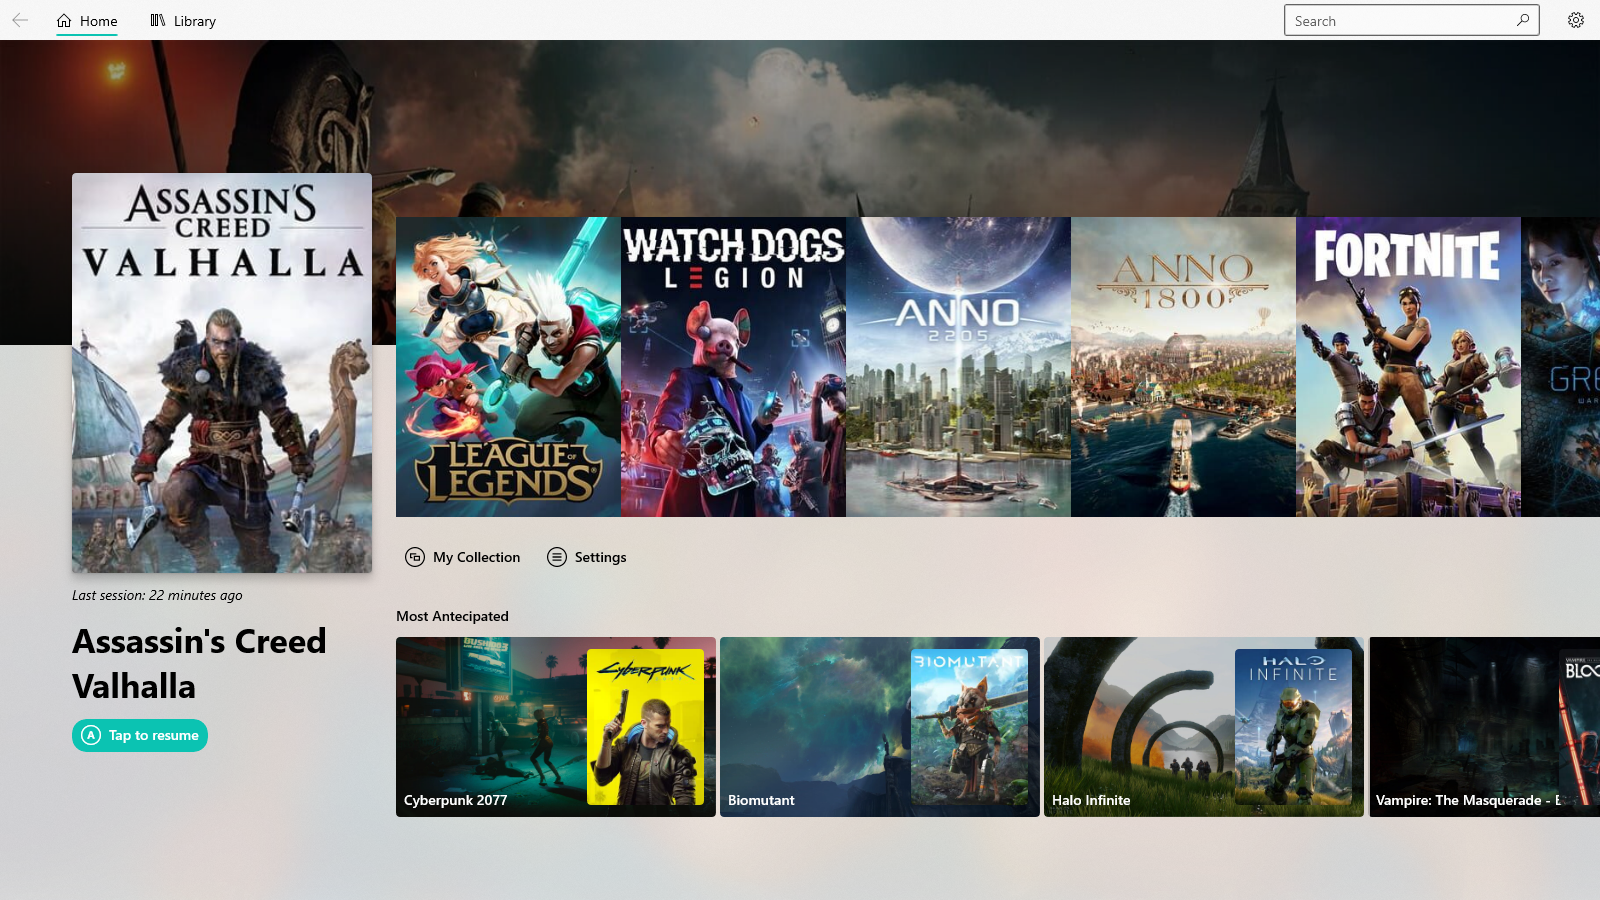 Home
Library
Search
ASSASSIN'S
CREED
VALHALLA
LEAGUE OF
LEGENDS
WATCH DOGS
LEGION
ANNO
2205
ANNO
1800
FORTNITE
GRE
WAR
My Collection
Settings
Last session: 22 minutes ago
Assassin's Creed
Valhalla
A Tap to resume
Most Antecipated
CYBERPUNK
Cyberpunk 2077
BIOMUTANT
Biomutant
HALO
INFINITE
Halo Infinite
BLOO
Vampire: The Masquerade -